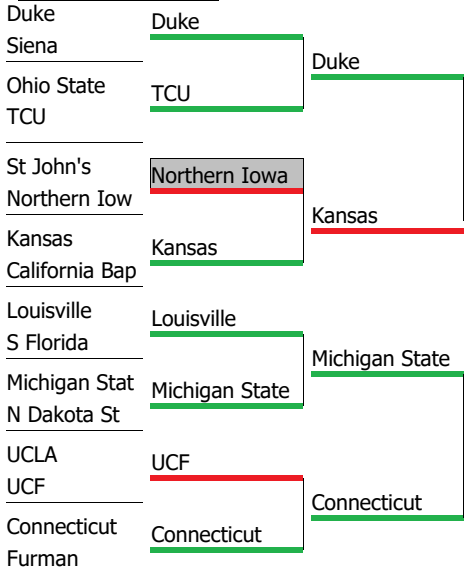 Duke
Siena
Ohio State
TCU
St John's
Northern Iow
Kansas
California Bap
Louisville
S Florida
Michigan Stat
N Dakota St
UCLA
UCF
Connecticut
Furman
Duke
TCU
Northern Iowa
Kansas
Louisville
Michigan State
UCF
Connecticut
Duke
Kansas
Michigan State
Connecticut